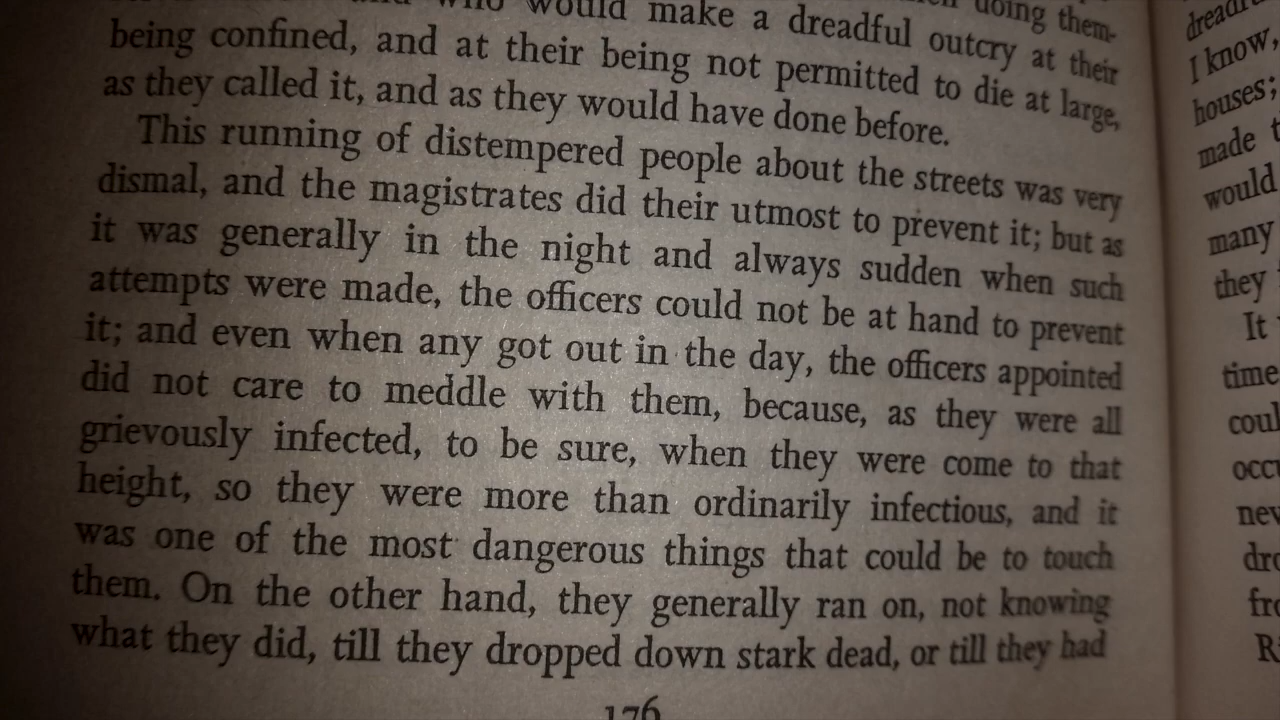 who would make a dreadful outcry at their
doing them-
being confined, and at their being not permitted to die at large,
as they called it, and as they would have done before.
This running of distempered people about the streets was very
dismal, and the magistrates did their utmost to prevent it; but as
it was generally in the night and always sudden when such
attempts were made, the officers could not be at hand to prevent
it; and even when any got out in the day, the officers appointed
did not care to meddle with them, because, as they were all
grievously infected, to be sure, when they were come to that
height, so they were more than ordinarily infectious, and it
was one of the most dangerous things that could be to touch
them. On the other hand, they generally ran on, not knowing
what they did, till they dropped down stark dead, or till they had
176
I know,
houses;
made
would
many
they
It
time